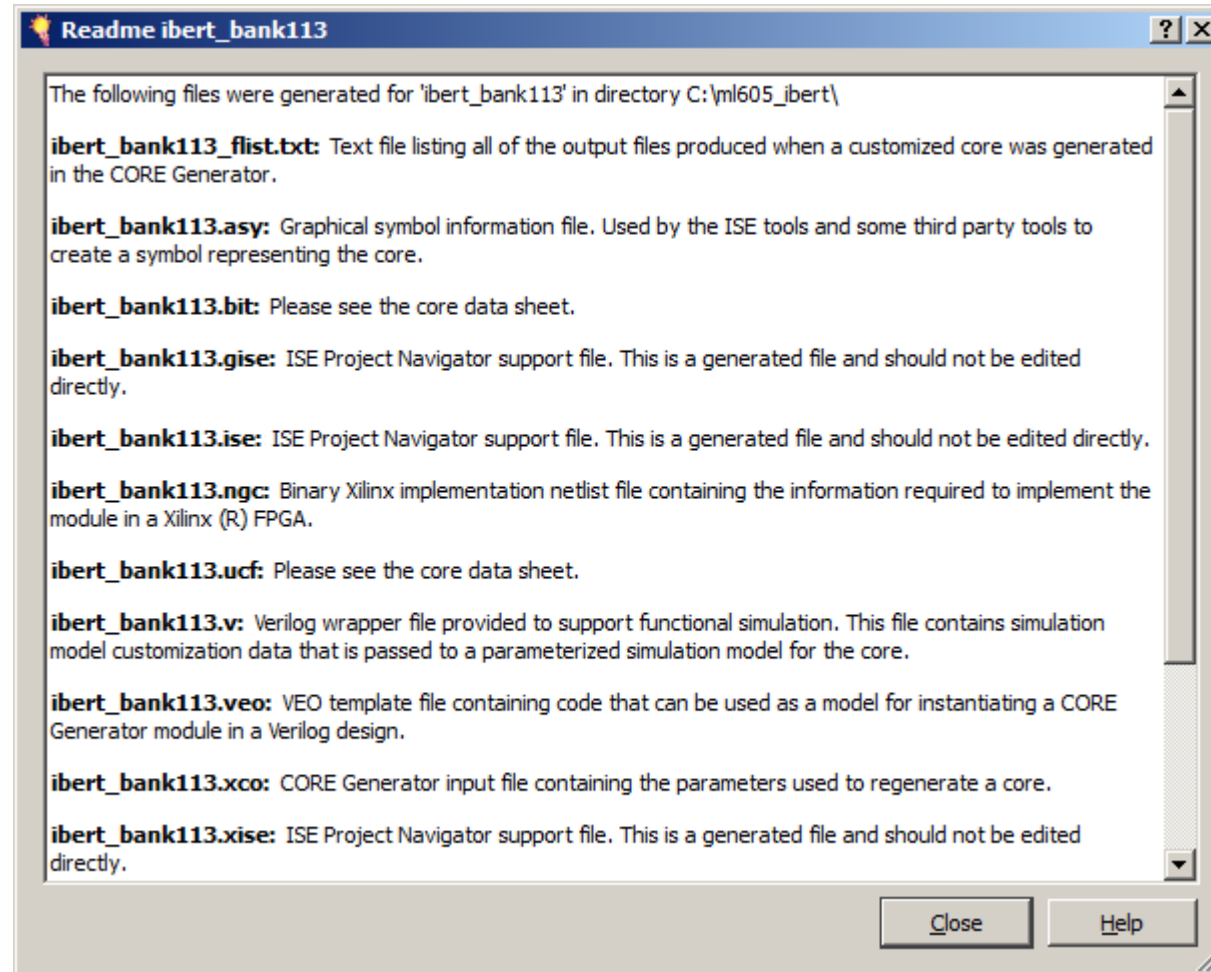 Readme ibert_bank113
The following files were generated for 'ibert_bank113' in directory C:\ml605_ibert\
ibert_bank113_flist.txt: Text file listing all of the output files produced when a customized core was generated
in the CORE Generator.
ibert_bank113.asy: Graphical symbol information file. Used by the ISE tools and some third party tools to
create a symbol representing the core.
ibert_bank113.bit: Please see the core data sheet.
ibert_bank113.gise: ISE Project Navigator support file. This is a generated file and should not be edited
directly.
ibert_bank113.ise: ISE Project Navigator support file. This is a generated file and should not be edited directly.
ibert_bank113.ngc: Binary Xilinx implementation netlist file containing the information required to implement the
module in a Xilinx (R) FPGA.
ibert_bank113.ucf: Please see the core data sheet.
ibert_bank113.v: Verilog wrapper file provided to support functional simulation. This file contains simulation
model customization data that is passed to a parameterized simulation model for the core.
ibert_bank113.veo: VEO template file containing code that can be used as a model for instantiating a CORE
Generator module in a Verilog design.
ibert_bank113.xco: CORE Generator input file containing the parameters used to regenerate a core.
ibert_bank113.xise: ISE Project Navigator support file. This is a generated file and should not be edited
directly.
Close Help